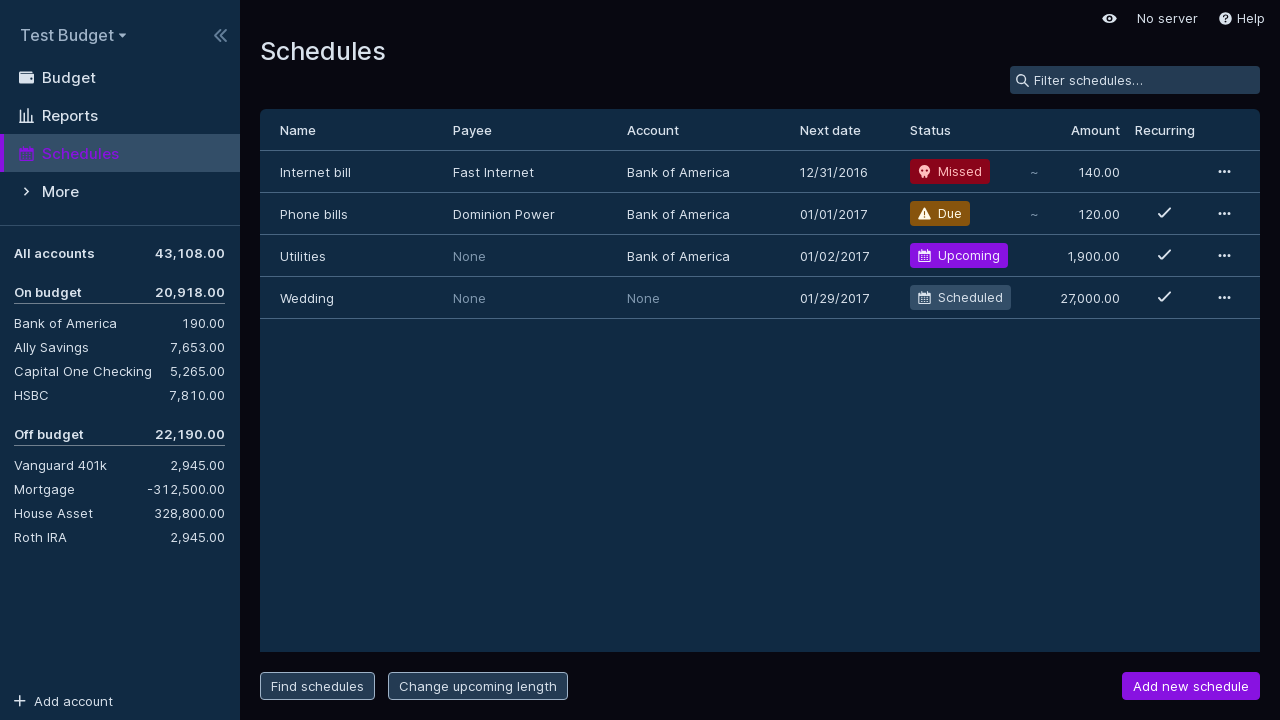 Test Budget
Budget
Reports
Schedules
More
All accounts 43,108.00
On budget 20,918.00
Bank of America 190.00
Ally Savings 7,653.00
Capital One Checking 5,265.00
HSBC 7,810.00
Off budget 22,190.00
Vanguard 401k 2,945.00
Mortgage -312,500.00
House Asset 328,800.00
Roth IRA 2,945.00
Add account
No server Help
Schedules
Filter schedules...
Name Payee Account Next date Status Amount Recurring
Internet bill Fast Internet Bank of America 12/31/2016 Missed ~ 140.00
Phone bills Dominion Power Bank of America 01/01/2017 Due ~ 120.00
Utilities None Bank of America 01/02/2017 Upcoming 1,900.00
Wedding None None 01/29/2017 Scheduled 27,000.00
Find schedules Change upcoming length Add new schedule